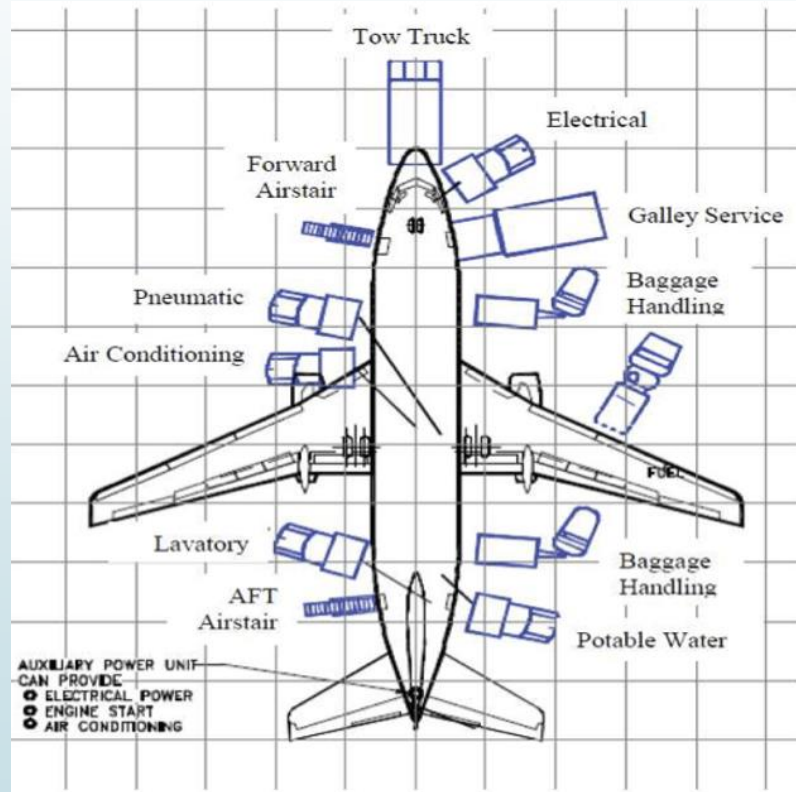 Tow Truck
Electrical
Forward
Airstair
Galley Service
Pneumatic
Baggage
Handling
Air Conditioning
FUEL
Lavatory
Baggage
Handling
AFT
Airstair
Potable Water
AUXILIARY POWER UNIT
CAN PROVIDE
ELECTRICAL POWER
ENGINE START
AIR CONDITIONING